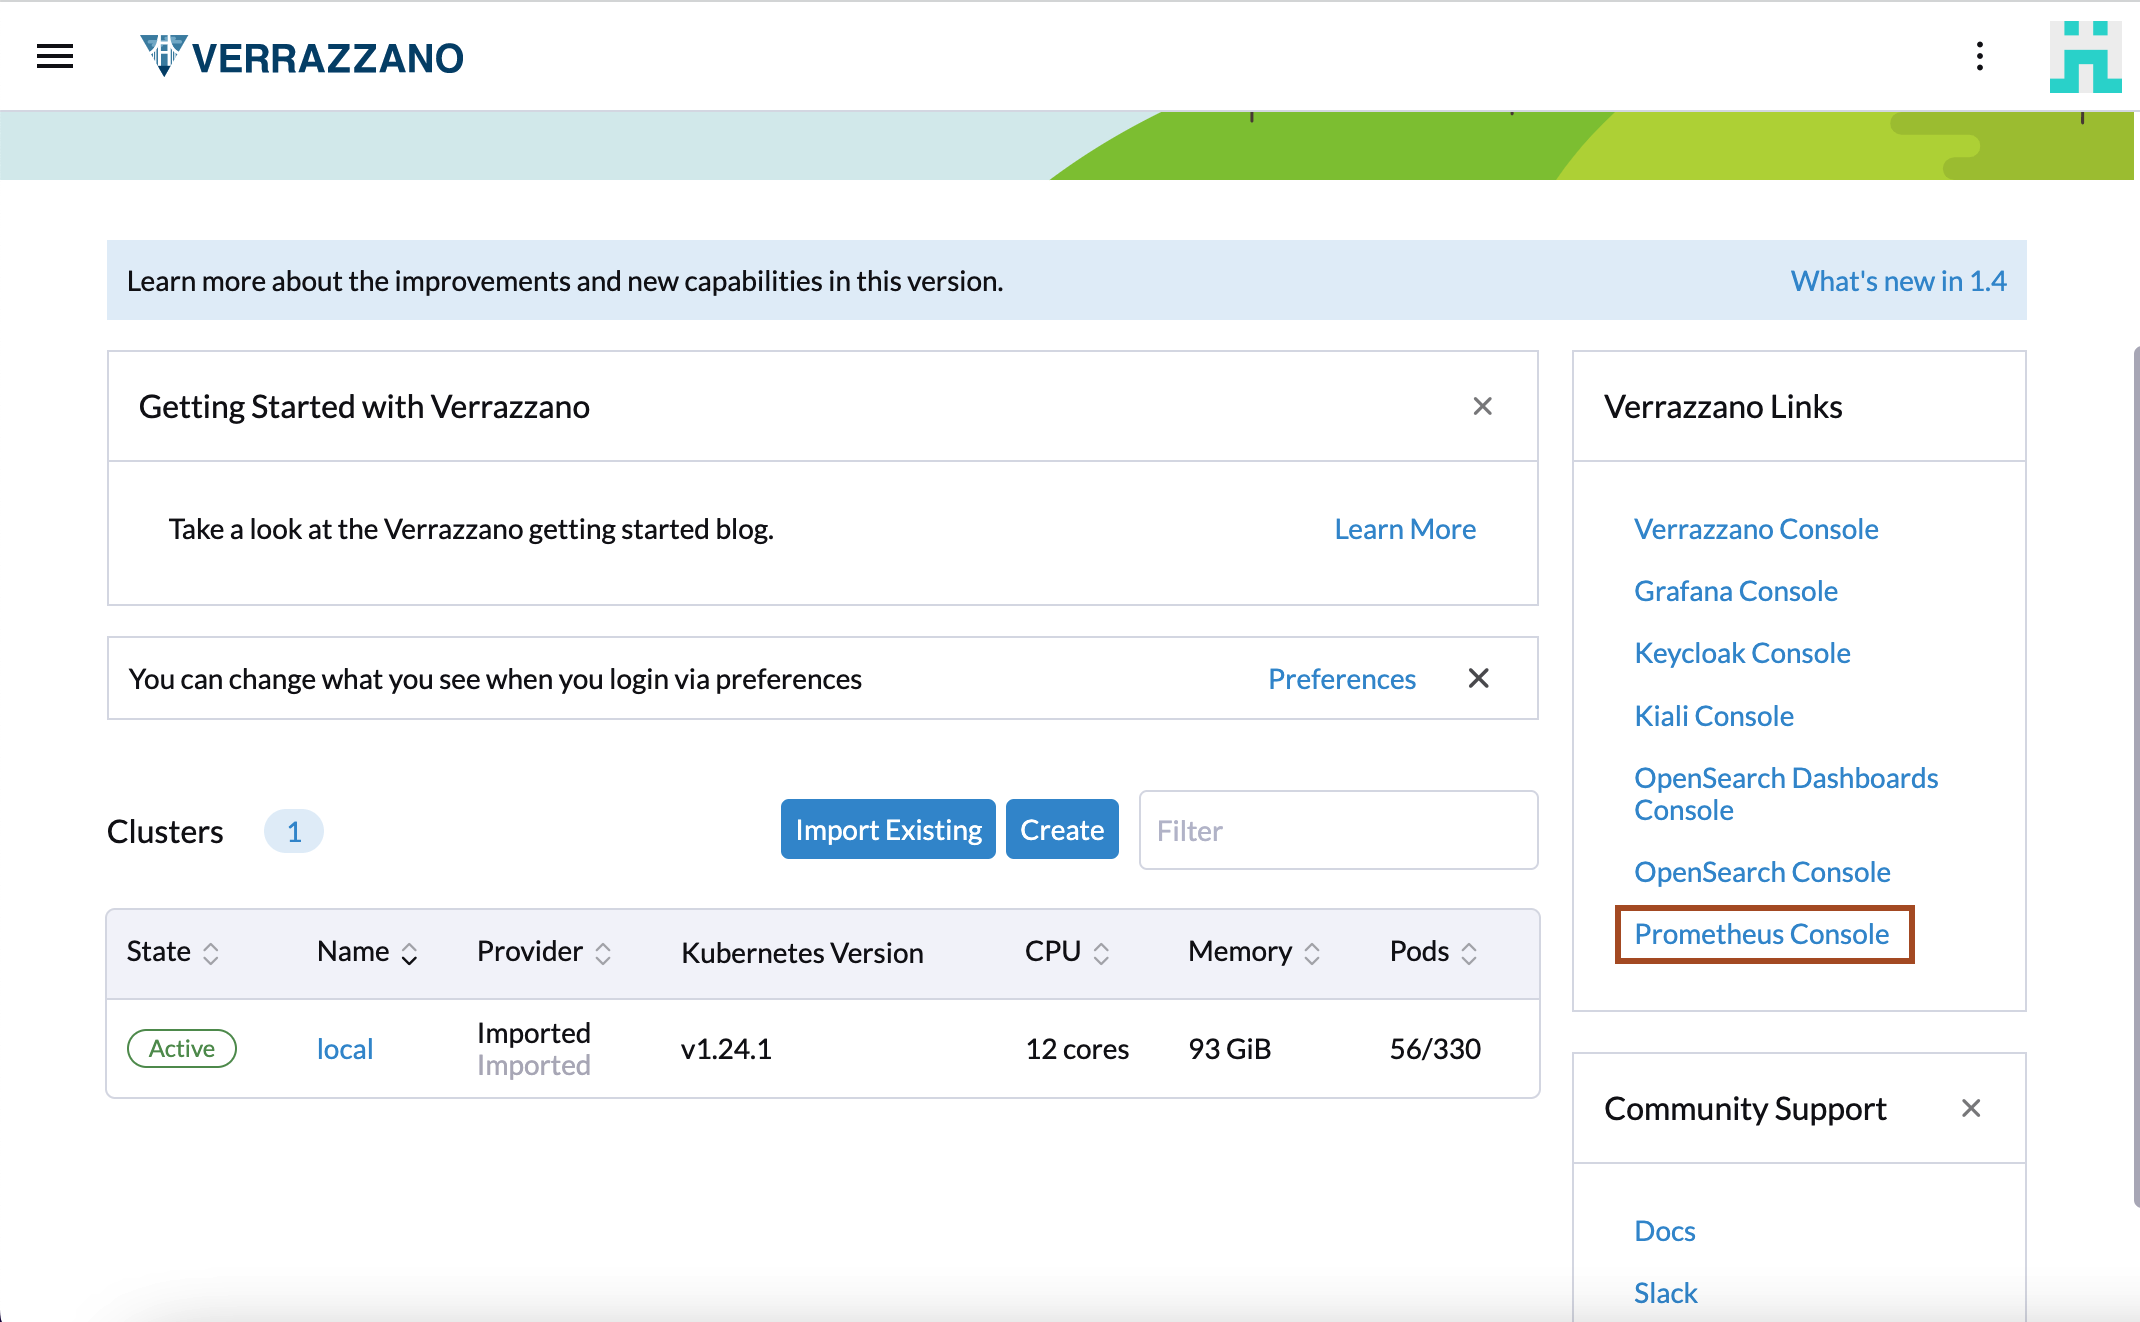 VERRAZZANO
Learn more about the improvements and new capabilities in this version.
What's new in 1.4
Getting Started with Verrazzano
Take a look at the Verrazzano getting started blog.
Learn More
You can change what you see when you login via preferences
Preferences
Clusters
1
Import Existing
Create
Filter
State
Name
Provider
Kubernetes Version
CPU
Memory
Pods
Active
local
Imported
Imported
v1.24.1
12 cores
93 GiB
56/330
Verrazzano Links
Verrazzano Console
Grafana Console
Keycloak Console
Kiali Console
OpenSearch Dashboards
Console
OpenSearch Console
Prometheus Console
Community Support
Docs
Slack